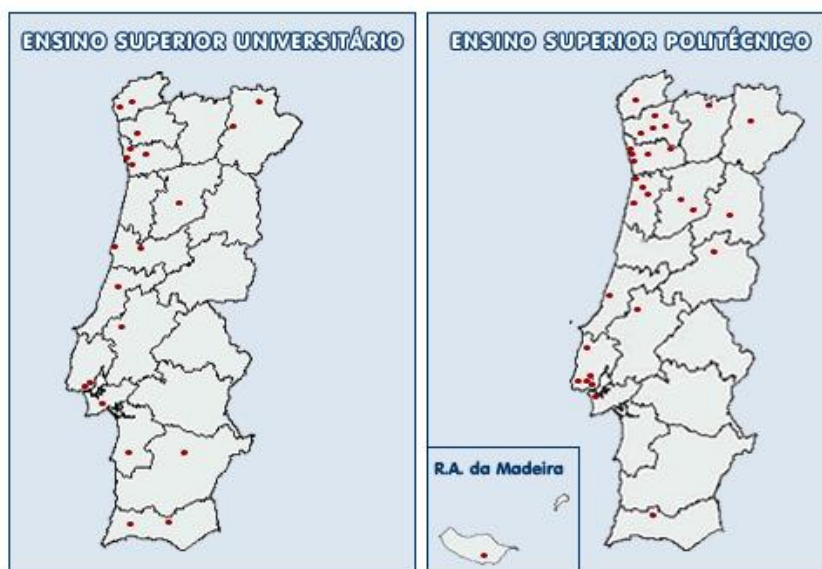 ENSINO SUPERIOR UNIVERSITÁRIO
ENSINO SUPERIOR POLITÉCNICO
R.A. da Madeira